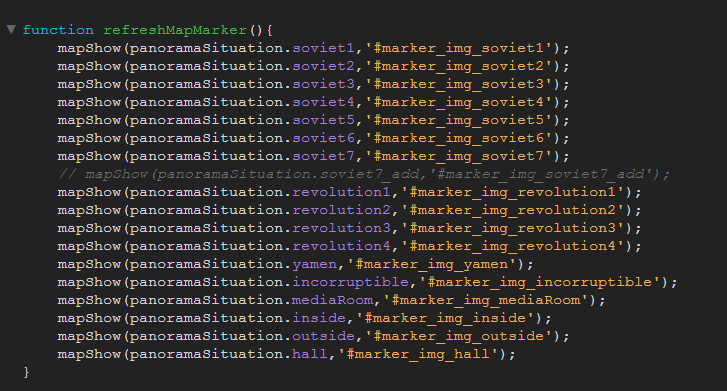 function refreshMapMarker(){
mapShow(panoramaSituation.soviet1,'#marker_img_soviet1');
mapShow(panoramaSituation.soviet2,'#marker_img_soviet2');
mapShow(panoramaSituation.soviet3,'#marker_img_soviet3');
mapShow(panoramaSituation.soviet4,'#marker_img_soviet4');
mapShow(panoramaSituation.soviet5,'#marker_img_soviet5');
mapShow(panoramaSituation.soviet6,'#marker_img_soviet6');
mapShow(panoramaSituation.soviet7,'#marker_img_soviet7');
// mapShow(panoramaSituation.soviet7_add,'#marker_img_soviet7_add');
mapShow(panoramaSituation.revolution1,'#marker_img_revolution1');
mapShow(panoramaSituation.revolution2,'#marker_img_revolution2');
mapShow(panoramaSituation.revolution3,'#marker_img_revolution3');
mapShow(panoramaSituation.revolution4,'#marker_img_revolution4');
mapShow(panoramaSituation.yamen,'#marker_img_yamen');
mapShow(panoramaSituation.incorruptible,'#marker_img_incorruptible');
mapShow(panoramaSituation.mediaRoom,'#marker_img_mediaRoom');
mapShow(panoramaSituation.inside,'#marker_img_inside');
mapShow(panoramaSituation.outside,'#marker_img_outside');
mapShow(panoramaSituation.hall,'#marker_img_hall');
}